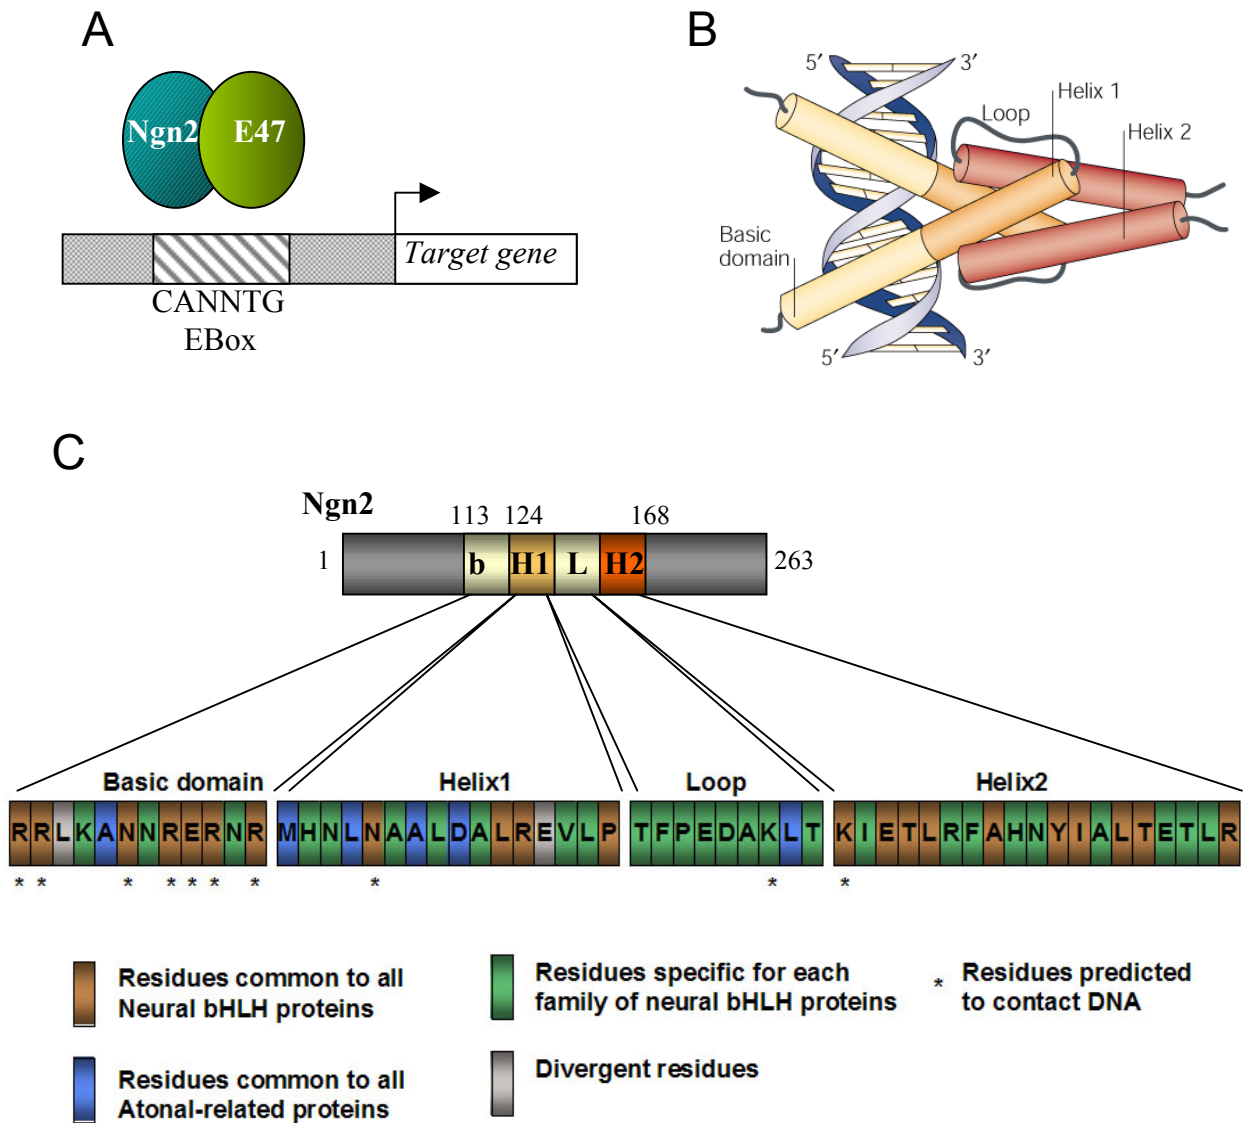 A
Ngn2 E47
Target gene
CANNTG
EBox
B
5′ 3′
Loop
Helix 1
Helix 2
Basic
domain
5′ 3′
C
Ngn2
113 124 168
1 b H1 L H2 263
Basic domain Helix1 Loop Helix2
RRLKANNRERNR MHNLNAALDALREVLP TFPEDAKLT KIETLRFAHNYIALTETLR
* * * * * * * * * *
Residues common to all
Neural bHLH proteins
Residues specific for each
family of neural bHLH proteins
* Residues predicted
to contact DNA
Residues common to all
Atonal-related proteins
Divergent residues